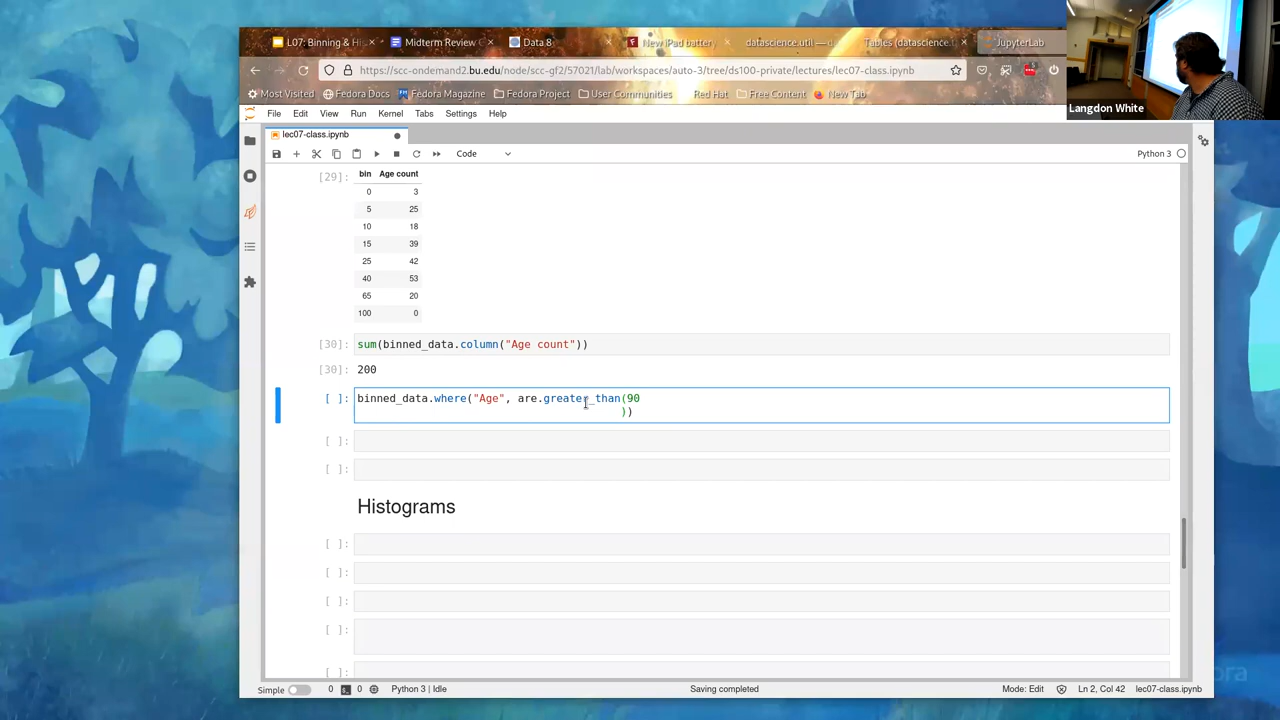 L07: Binning & Hi
Midterm Review
Data 8
New iPad battery
datascience.util — d
Tables (datascience.
JupyterLab
https://scc-ondemand2.bu.edu/node/scc-gf2/57021/lab/workspaces/auto-3/tree/ds100-private/lectures/lec07-class.ipynb
Most Visited
Fedora Docs
Fedora Magazine
Fedora Project
User Communities
Red Hat
Free Content
New Tab
Langdon White
File Edit View Run Kernel Tabs Settings Help
lec07-class.ipynb
Code
Python 3
[29]:
bin Age count
0 3
5 25
10 18
15 39
25 42
40 53
65 20
100 0
[30]: sum(binned_data.column("Age count"))
[30]: 200
[ ]: binned_data.where("Age", are.greater_than(90
))
[ ]:
[ ]:
Histograms
[ ]:
[ ]:
[ ]:
[ ]:
[ ]:
Simple 0 0 Python 3 | Idle Saving completed Mode: Edit Ln 2, Col 42 lec07-class.ipynb